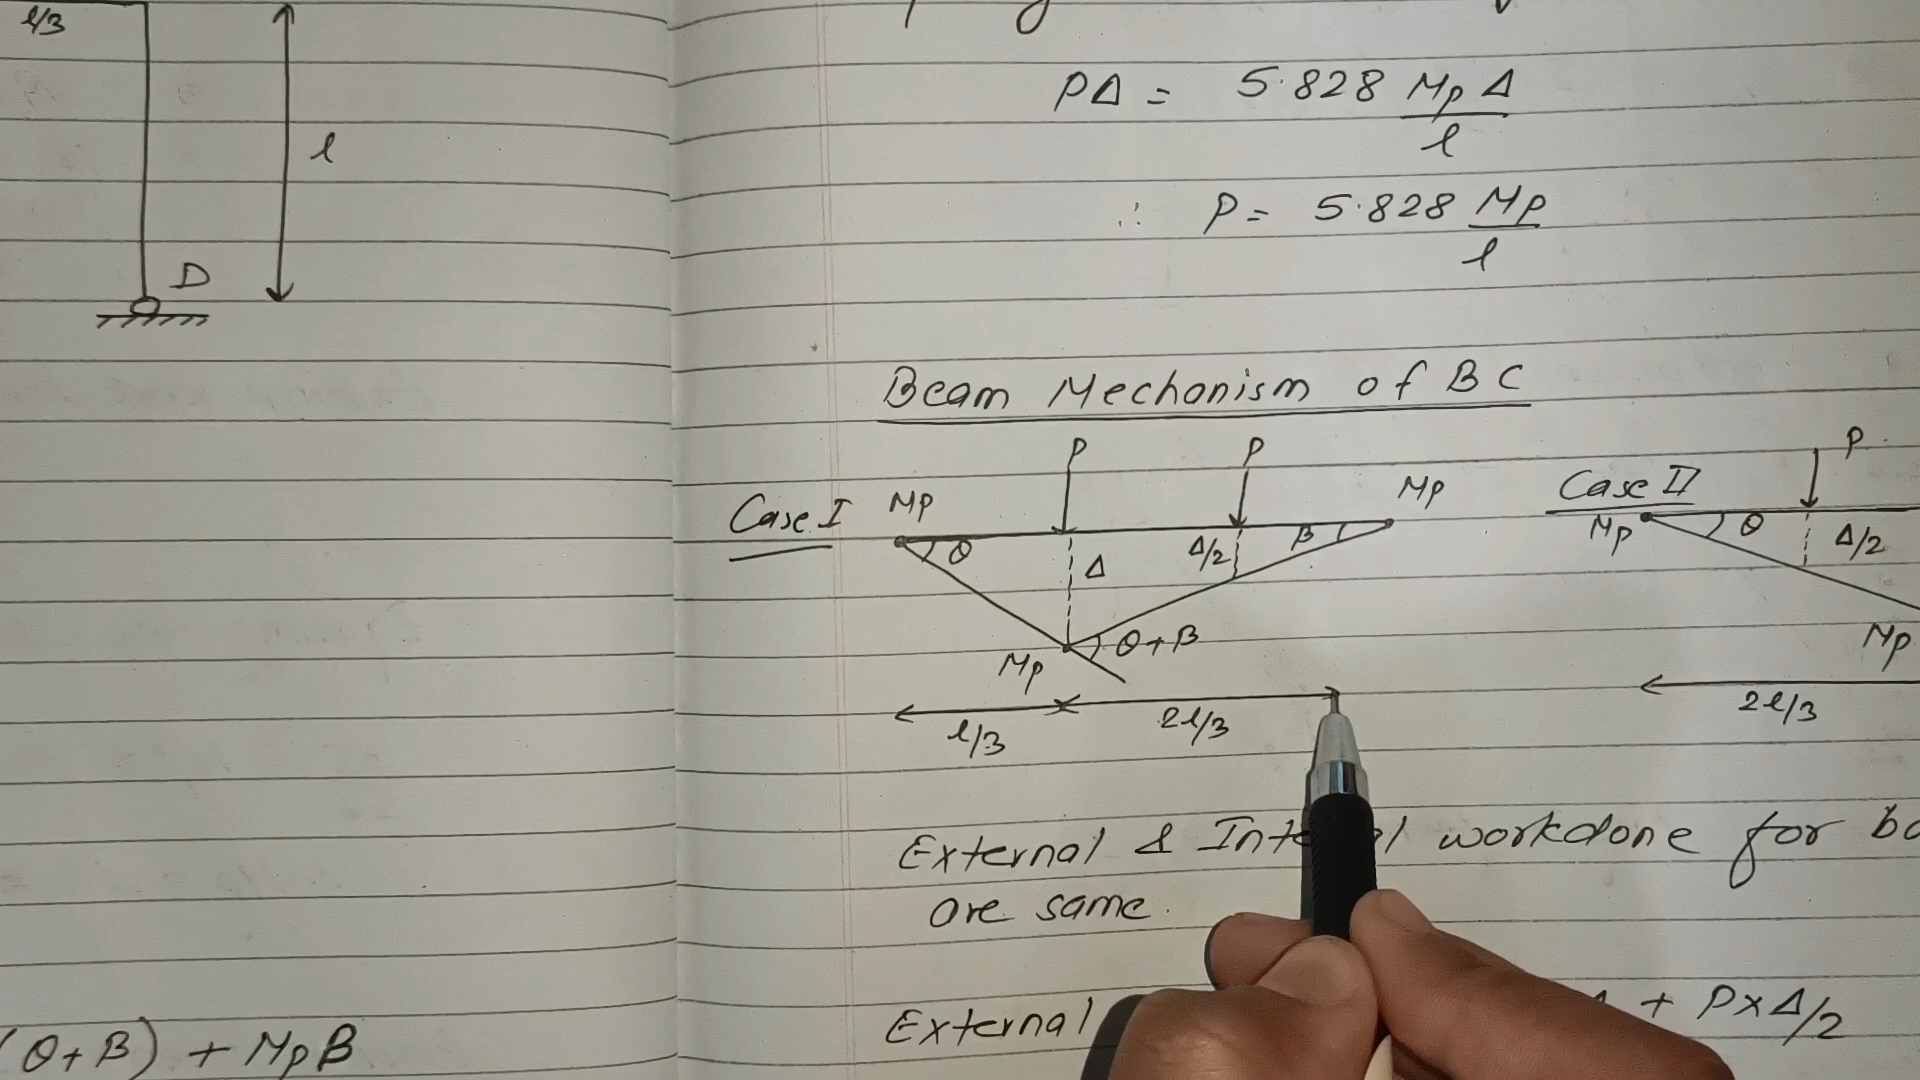 l/3
l
D
(θ+β) + Mpβ
PΔ = 5.828 MpΔ/l
∴ P = 5.828 Mp/l
Beam Mechanism of BC
P P
Case I Mp Mp
θ Δ Δ/2 β
Mp θ+β
l/3 2l/3
Case II P
Mp θ Δ/2
Mp
2l/3
External & workdone for
are same.
External + P×Δ/2